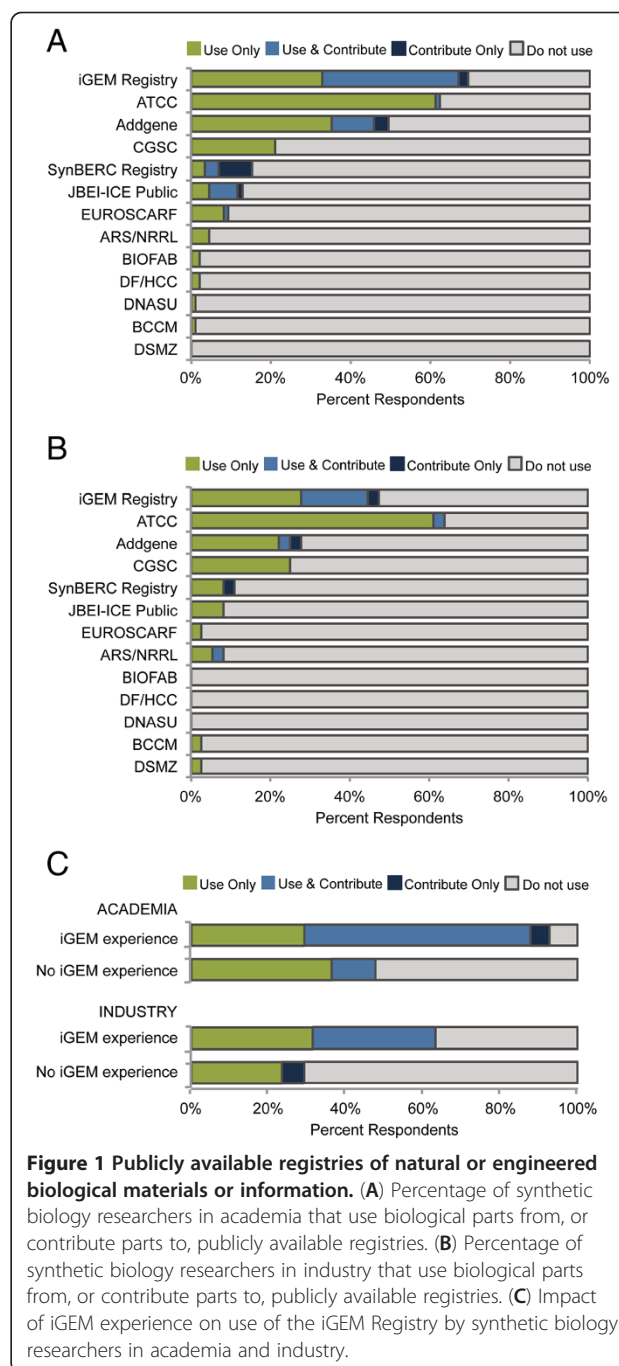 A
Use Only Use & Contribute Contribute Only Do not use
iGEM Registry
ATCC
Addgene
CGSC
SynBERC Registry
JBEI-ICE Public
EUROSCARF
ARS/NRRL
BIOFAB
DF/HCC
DNASU
BCCM
DSMZ
0% 20% 40% 60% 80% 100%
Percent Respondents
B
Use Only Use & Contribute Contribute Only Do not use
iGEM Registry
ATCC
Addgene
CGSC
SynBERC Registry
JBEI-ICE Public
EUROSCARF
ARS/NRRL
BIOFAB
DF/HCC
DNASU
BCCM
DSMZ
0% 20% 40% 60% 80% 100%
Percent Respondents
C
Use Only Use & Contribute Contribute Only Do not use
ACADEMIA
iGEM experience
No iGEM experience
INDUSTRY
iGEM experience
No iGEM experience
0% 20% 40% 60% 80% 100%
Percent Respondents
Figure 1 Publicly available registries of natural or engineered
biological materials or information. (A) Percentage of synthetic
biology researchers in academia that use biological parts from, or
contribute parts to, publicly available registries. (B) Percentage of
synthetic biology researchers in industry that use biological parts
from, or contribute parts to, publicly available registries. (C) Impact
of iGEM experience on use of the iGEM Registry by synthetic biology
researchers in academia and industry.